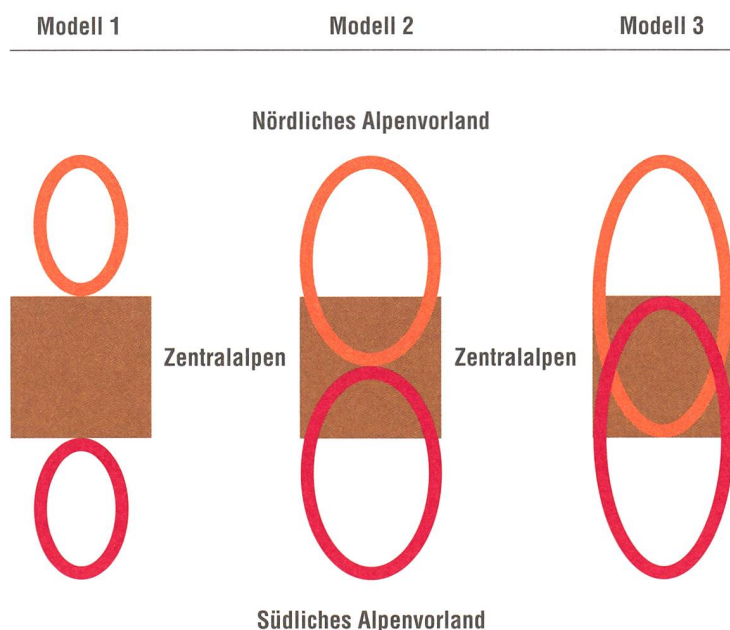 Modell 1 Modell 2 Modell 3
Nördliches Alpenvorland
Zentralalpen Zentralalpen
Südliches Alpenvorland